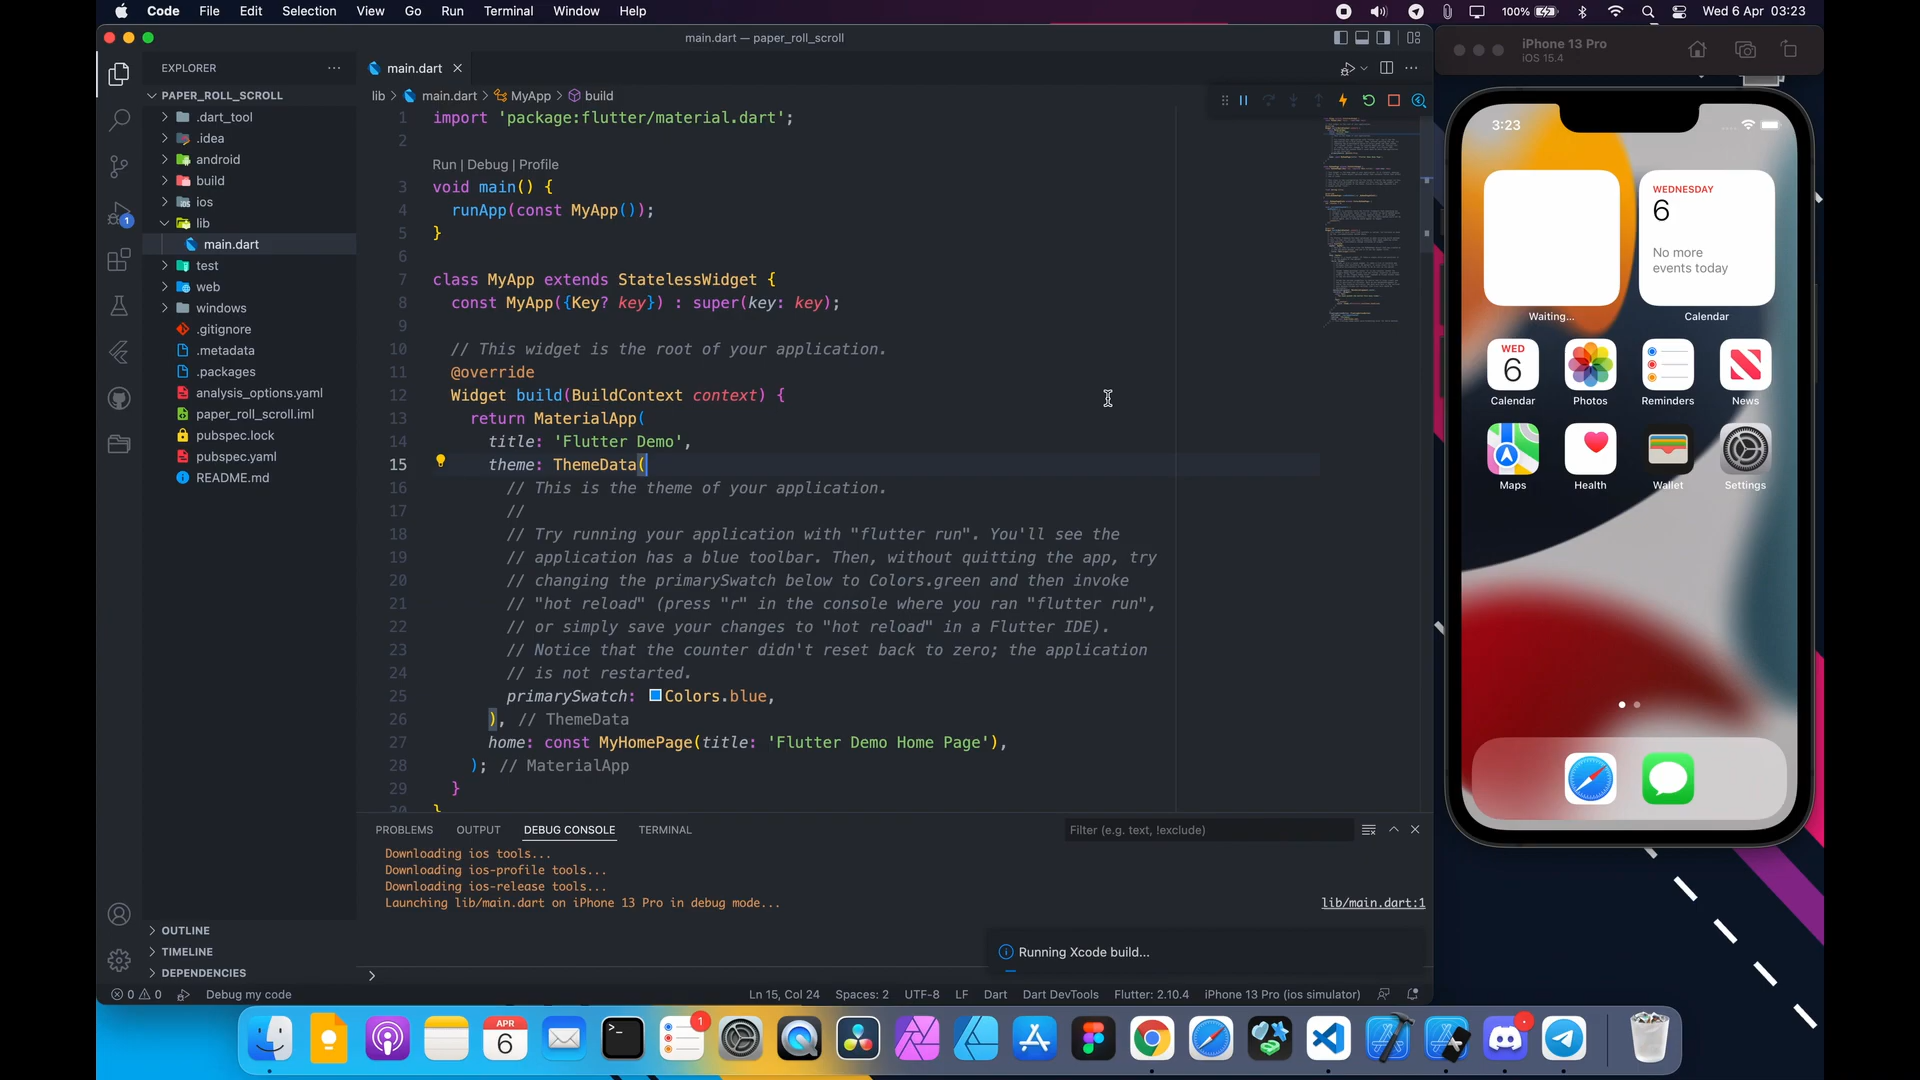 Code File Edit Selection View Go Run Terminal Window Help
100% Wed 6 Apr 03:23
main.dart — paper_roll_scroll
EXPLORER
PAPER_ROLL_SCROLL
.dart_tool
.idea
android
build
ios
lib
main.dart
test
web
windows
.gitignore
.metadata
.packages
analysis_options.yaml
paper_roll_scroll.iml
pubspec.lock
pubspec.yaml
README.md
1
OUTLINE
TIMELINE
DEPENDENCIES
main.dart
lib > main.dart > MyApp > build
1 import 'package:flutter/material.dart';
2
Run | Debug | Profile
3 void main() {
4 runApp(const MyApp());
5 }
6
7 class MyApp extends StatelessWidget {
8 const MyApp({Key? key}) : super(key: key);
9
10 // This widget is the root of your application.
11 @override
12 Widget build(BuildContext context) {
13 return MaterialApp(
14 title: 'Flutter Demo',
15 theme: ThemeData(
16 // This is the theme of your application.
17 //
18 // Try running your application with "flutter run". You'll see the
19 // application has a blue toolbar. Then, without quitting the app, try
20 // changing the primarySwatch below to Colors.green and then invoke
21 // "hot reload" (press "r" in the console where you ran "flutter run",
22 // or simply save your changes to "hot reload" in a Flutter IDE).
23 // Notice that the counter didn't reset back to zero; the application
24 // is not restarted.
25 primarySwatch: Colors.blue,
26 ), // ThemeData
27 home: const MyHomePage(title: 'Flutter Demo Home Page'),
28 ); // MaterialApp
29 }
30 }
PROBLEMS OUTPUT DEBUG CONSOLE TERMINAL
Filter (e.g. text, !exclude)
Downloading ios tools...
Downloading ios-profile tools...
Downloading ios-release tools...
Launching lib/main.dart on iPhone 13 Pro in debug mode...
lib/main.dart:1
Running Xcode build...
0 0 Debug my code
Ln 15, Col 24 Spaces: 2 UTF-8 LF Dart Dart DevTools Flutter: 2.10.4 iPhone 13 Pro (ios simulator)
iPhone 13 Pro
iOS 15.4
3:23
WEDNESDAY
6
No more
events today
Waiting... Calendar
WED
6
Calendar Photos Reminders News
Maps Health Wallet Settings
APR
6
1